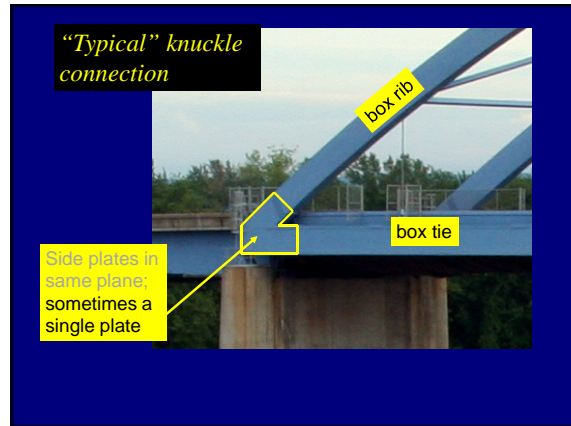 “Typical” knuckle
connection
box rib
box tie
Side plates in
same plane;
sometimes a
single plate